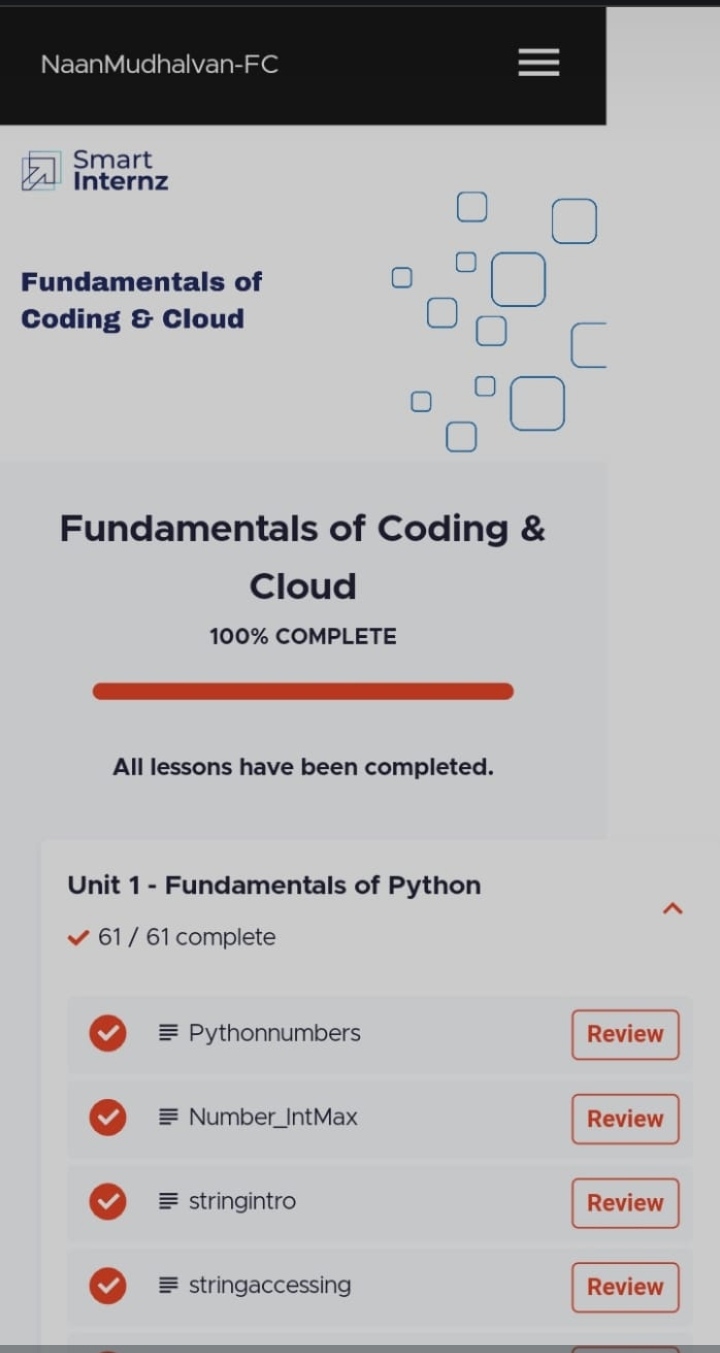 NaanMudhalvan-FC
Smart
Internz
Fundamentals of
Coding & Cloud
Fundamentals of Coding &
Cloud
100% COMPLETE
All lessons have been completed.
Unit 1 - Fundamentals of Python
61 / 61 complete
Pythonnumbers Review
Number_IntMax Review
stringintro Review
stringaccessing Review